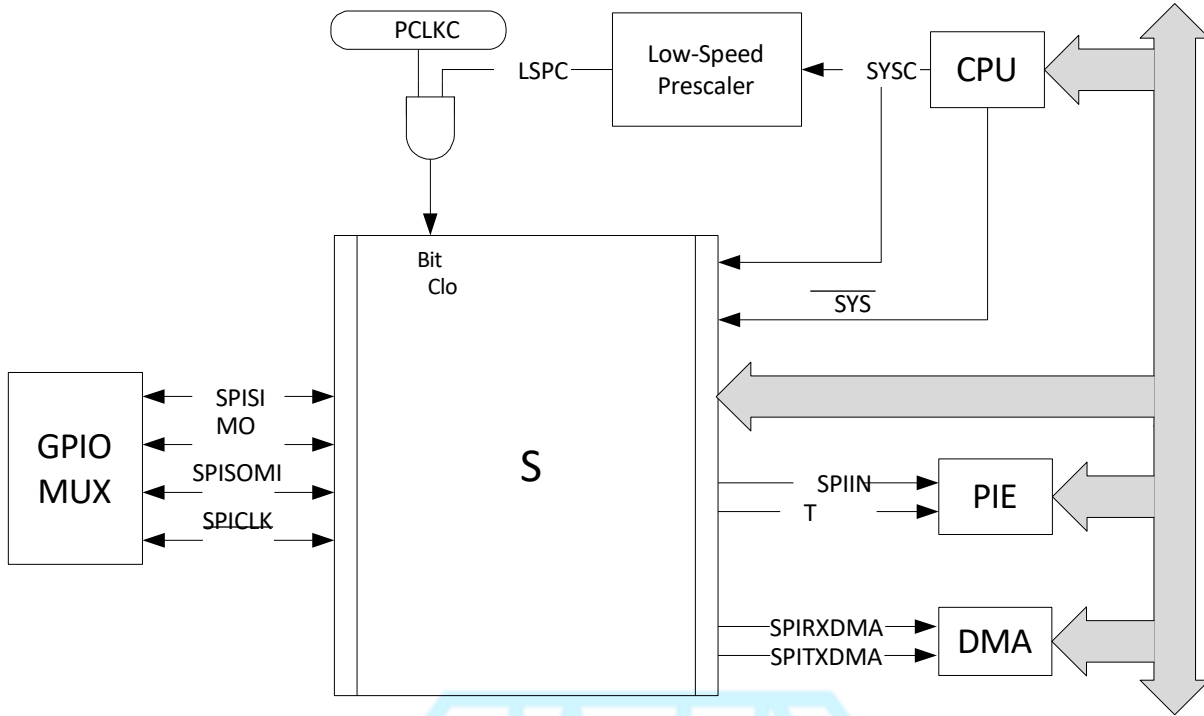 PCLKC
LSPC
Low-Speed
Prescaler
SYSC
CPU
Bit
Clo
SYS
GPIO
MUX
SPISI
MO
SPISOMI
SPICLK
S
SPIIN
T
PIE
SPIRXDMA
SPITXDMA
DMA